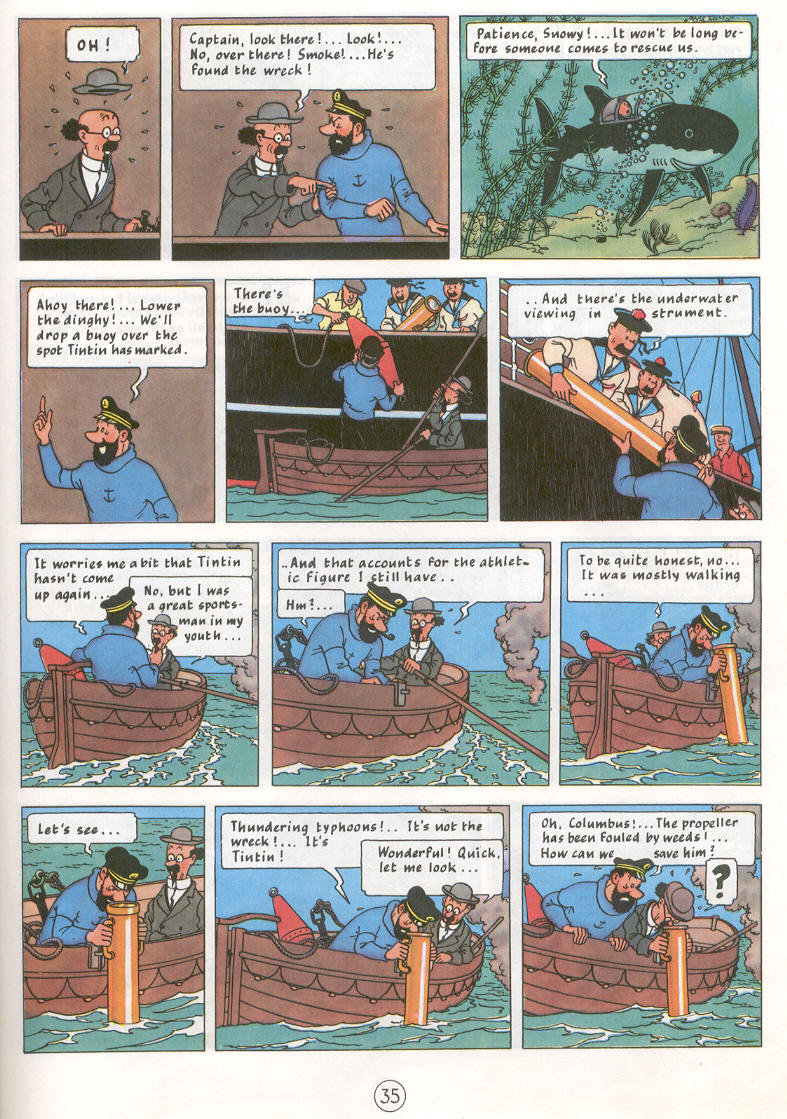 OH!
Captain, look there!... Look!...
No, over there! Smoke!...He's
found the wreck!
Patience, Snowy!...It won't be long be-
fore someone comes to rescue us.
Ahoy there!... Lower
the dinghy!... We'll
drop a buoy over the
spot Tintin has marked.
There's
the buoy...
..And there's the underwater
viewing in strument.
It worries me a bit that Tintin
hasn't come
up again...
No, but I was
a great sports-
man in my
youth...
..And that accounts for the athlet-
ic figure I still have..
Hm?...
To be quite honest, no...
It was mostly walking
...
Let's see...
Thundering typhoons!.. It's not the
wreck!... It's
Tintin!
Wonderful! Quick,
let me look...
Oh, Columbus!...The propeller
has been fouled by weeds!...
How can we save him?
?
35